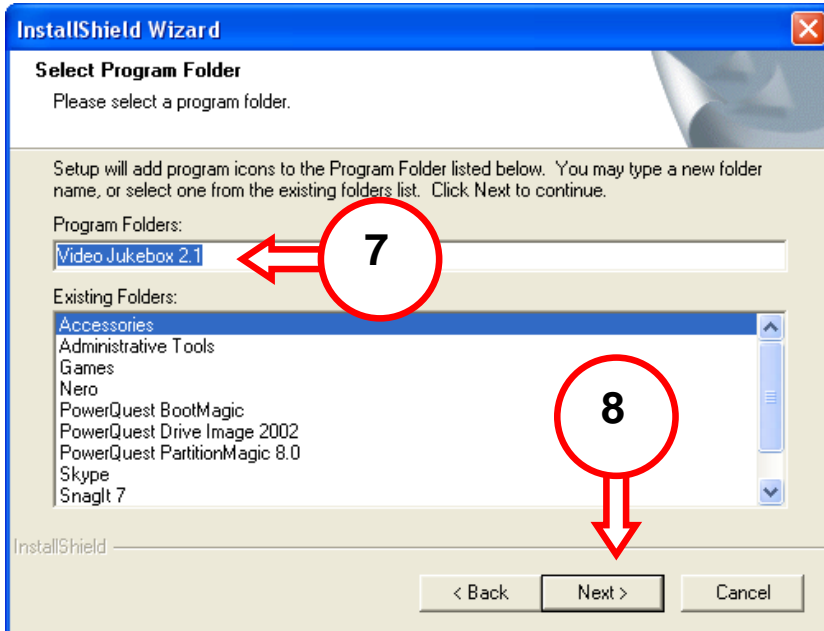 InstallShield Wizard
Select Program Folder
Please select a program folder.
Setup will add program icons to the Program Folder listed below. You may type a new folder
name, or select one from the existing folders list. Click Next to continue.
Program Folders:
Video Jukebox 2.1
7
Existing Folders:
Accessories
Administrative Tools
Games
Nero
PowerQuest BootMagic
PowerQuest Drive Image 2002
PowerQuest PartitionMagic 8.0
Skype
SnagIt 7
8
InstallShield
< Back Next > Cancel